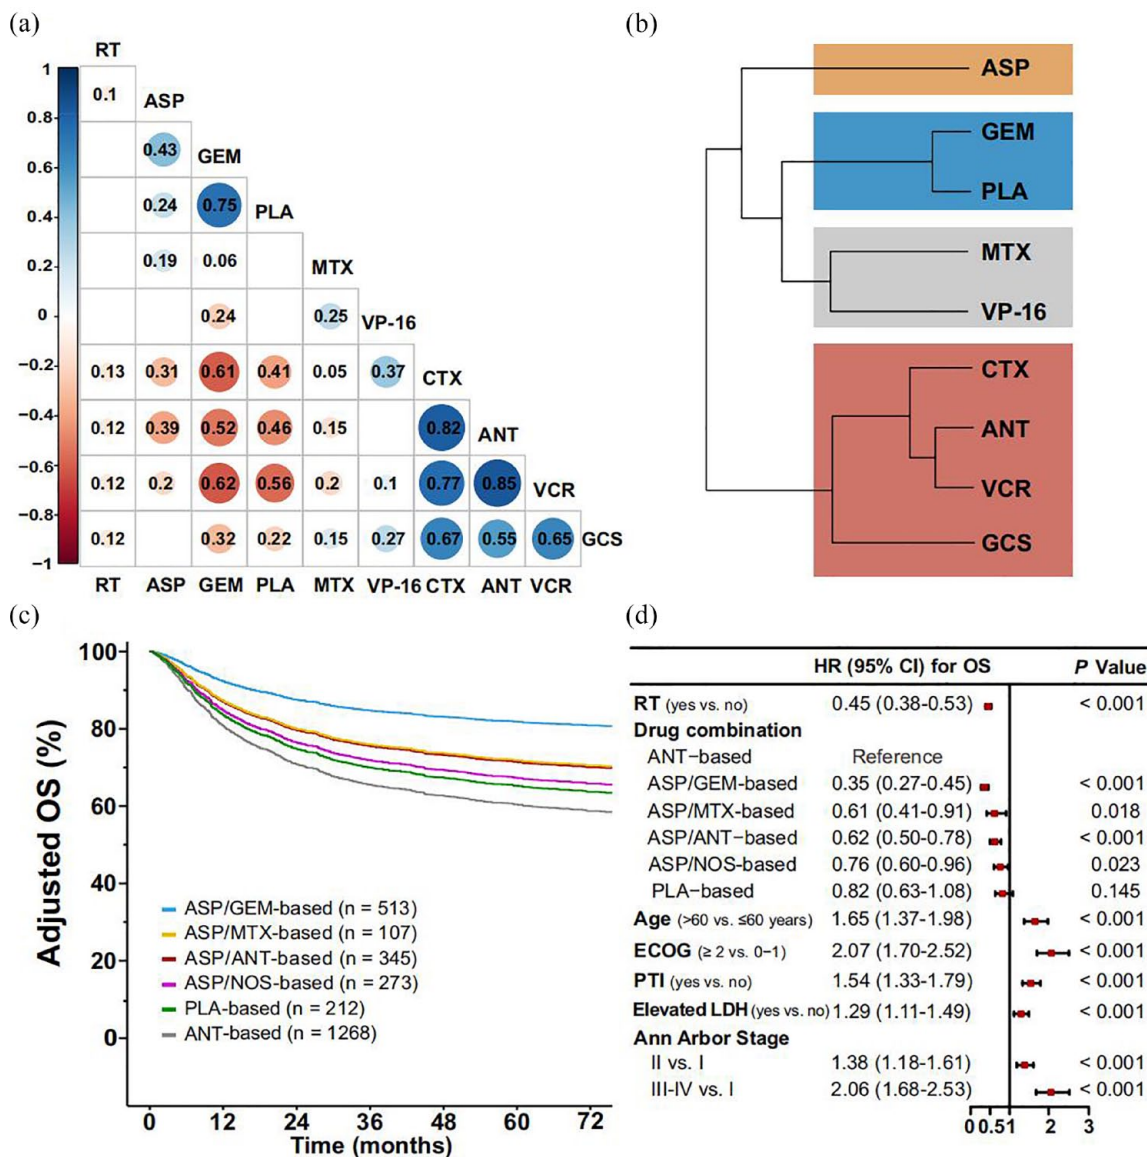 (a)
RT
1
0.8
0.6
0.4
0.2
0
−0.2
−0.4
−0.6
−0.8
−1
0.1 ASP
0.43 GEM
0.24 0.75 PLA
0.19 0.06 MTX
0.24 0.25 VP-16
0.13 0.31 0.61 0.41 0.05 0.37 CTX
0.12 0.39 0.52 0.46 0.15 0.82 ANT
0.12 0.2 0.62 0.56 0.2 0.1 0.77 0.85 VCR
0.12 0.32 0.22 0.15 0.27 0.67 0.55 0.65 GCS
RT ASP GEM PLA MTX VP-16 CTX ANT VCR
(b)
ASP
GEM
PLA
MTX
VP-16
CTX
ANT
VCR
GCS
(c)
Adjusted OS (%)
100
80
60
40
20
0
ASP/GEM-based (n = 513)
ASP/MTX-based (n = 107)
ASP/ANT-based (n = 345)
ASP/NOS-based (n = 273)
PLA-based (n = 212)
ANT-based (n = 1268)
0 12 24 36 48 60 72
Time (months)
(d)
HR (95% CI) for OS P Value
RT (yes vs. no) 0.45 (0.38-0.53) < 0.001
Drug combination
ANT-based Reference
ASP/GEM-based 0.35 (0.27-0.45) < 0.001
ASP/MTX-based 0.61 (0.41-0.91) 0.018
ASP/ANT−based 0.62 (0.50-0.78) < 0.001
ASP/NOS-based 0.76 (0.60-0.96) 0.023
PLA−based 0.82 (0.63-1.08) 0.145
Age (>60 vs. ≤60 years) 1.65 (1.37-1.98) < 0.001
ECOG (≥ 2 vs. 0−1) 2.07 (1.70-2.52) < 0.001
PTI (yes vs. no) 1.54 (1.33-1.79) < 0.001
Elevated LDH (yes vs. no) 1.29 (1.11-1.49) < 0.001
Ann Arbor Stage
II vs. I 1.38 (1.18-1.61) < 0.001
III-IV vs. I 2.06 (1.68-2.53) < 0.001
0 0.5 1 2 3